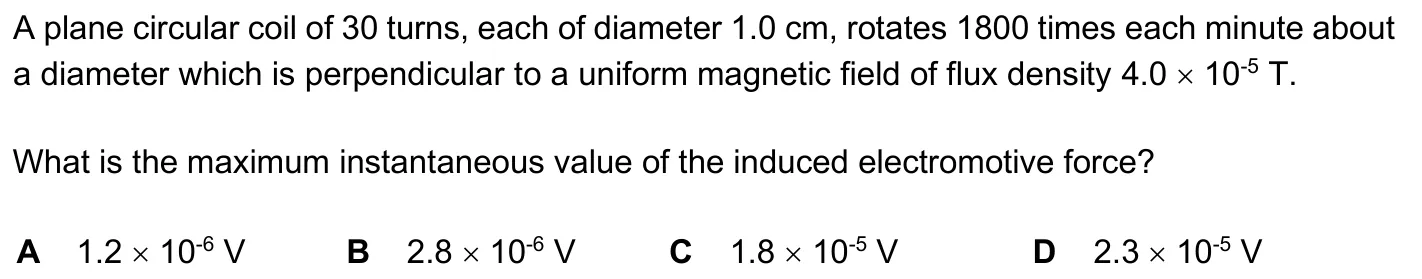 A plane circular coil of 30 turns, each of diameter 1.0 cm, rotates 1800 times each minute about
a diameter which is perpendicular to a uniform magnetic field of flux density 4.0 × 10⁻⁵ T.
What is the maximum instantaneous value of the induced electromotive force?
A 1.2 × 10⁻⁶ V B 2.8 × 10⁻⁶ V C 1.8 × 10⁻⁵ V D 2.3 × 10⁻⁵ V